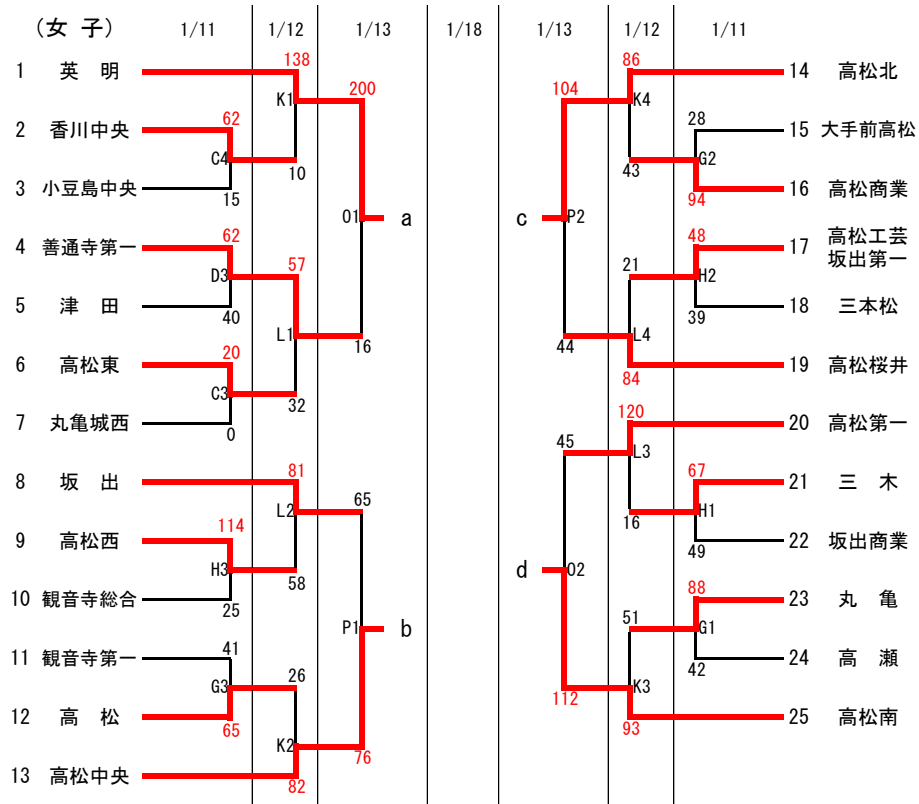 （女 子） 1/11 1/12 1/13 1/18 1/13 1/12 1/11
138 86
1 英 明 14 高松北
200 104
K1 K4
62 28
2 香川中央 15 大手前高松
C4 G2
10 43
3 小豆島中央 16 高松商業
15 94
O1 a c P2
62 57 21 48
4 善通寺第一 17 高松工芸
坂出第一
D3 H2
5 津 田 18 三本松
40 39
L1 L4
16 44
20
6 高松東 19 高松桜井
84
C3
32 120
7 丸亀城西 20 高松第一
0 45
L3
81 67
8 坂 出 21 三 木
65
L2 H1
114 16
9 高松西 22 坂出商業
49
H3 d O2
58
10 観音寺総合 23 丸 亀
25 88
P1 b 51 G1
41
11 観音寺第一 24 高 瀬
42
G3 26 K3
112
12 高 松 25 高松南
65 93
K2
76
13 高松中央
82